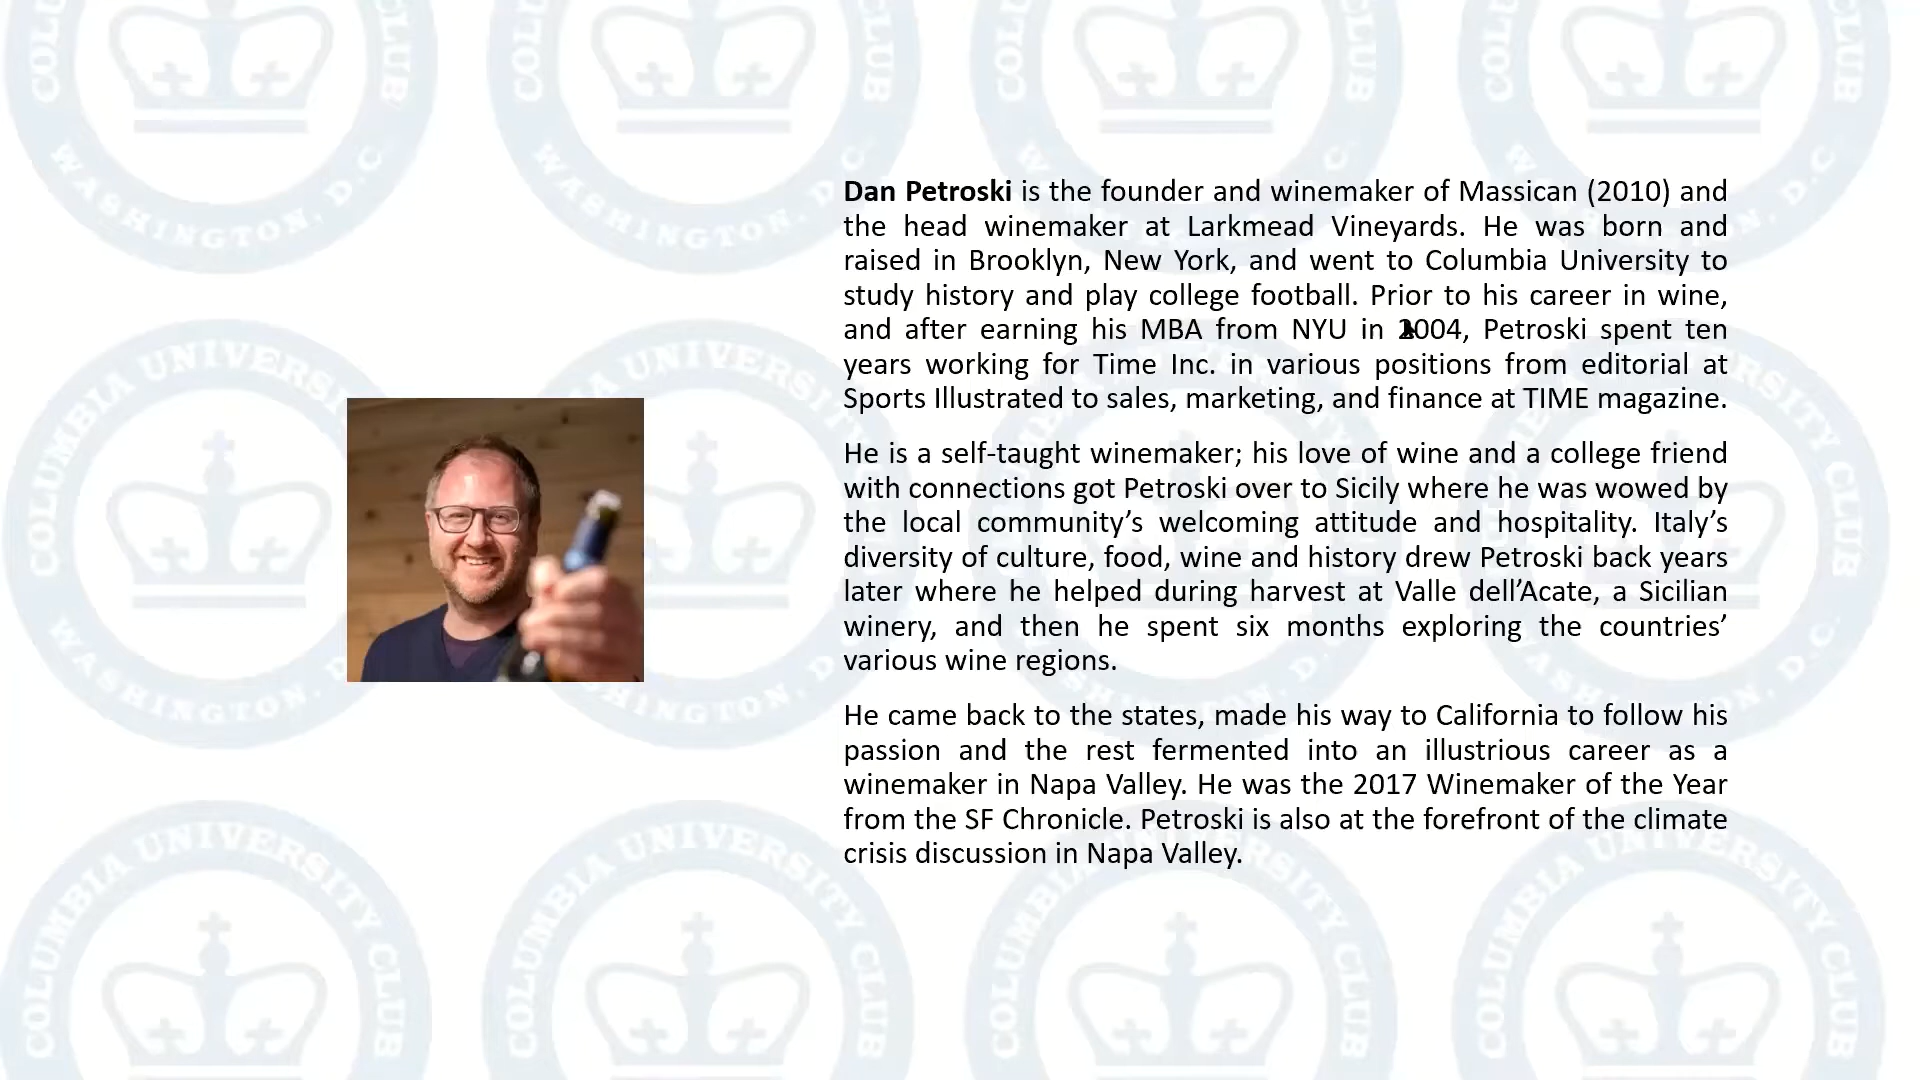 Dan Petroski is the founder and winemaker of Massican (2010) and
the head winemaker at Larkmead Vineyards. He was born and
raised in Brooklyn, New York, and went to Columbia University to
study history and play college football. Prior to his career in wine,
and after earning his MBA from NYU in 2004, Petroski spent ten
years working for Time Inc. in various positions from editorial at
Sports Illustrated to sales, marketing, and finance at TIME magazine.
He is a self-taught winemaker; his love of wine and a college friend
with connections got Petroski over to Sicily where he was wowed by
the local community’s welcoming attitude and hospitality. Italy’s
diversity of culture, food, wine and history drew Petroski back years
later where he helped during harvest at Valle dell’Acate, a Sicilian
winery, and then he spent six months exploring the countries’
various wine regions.
He came back to the states, made his way to California to follow his
passion and the rest fermented into an illustrious career as a
winemaker in Napa Valley. He was the 2017 Winemaker of the Year
from the SF Chronicle. Petroski is also at the forefront of the climate
crisis discussion in Napa Valley.
COLUMBIA UNIVERSITY CLUB
WASHINGTON, D.C.